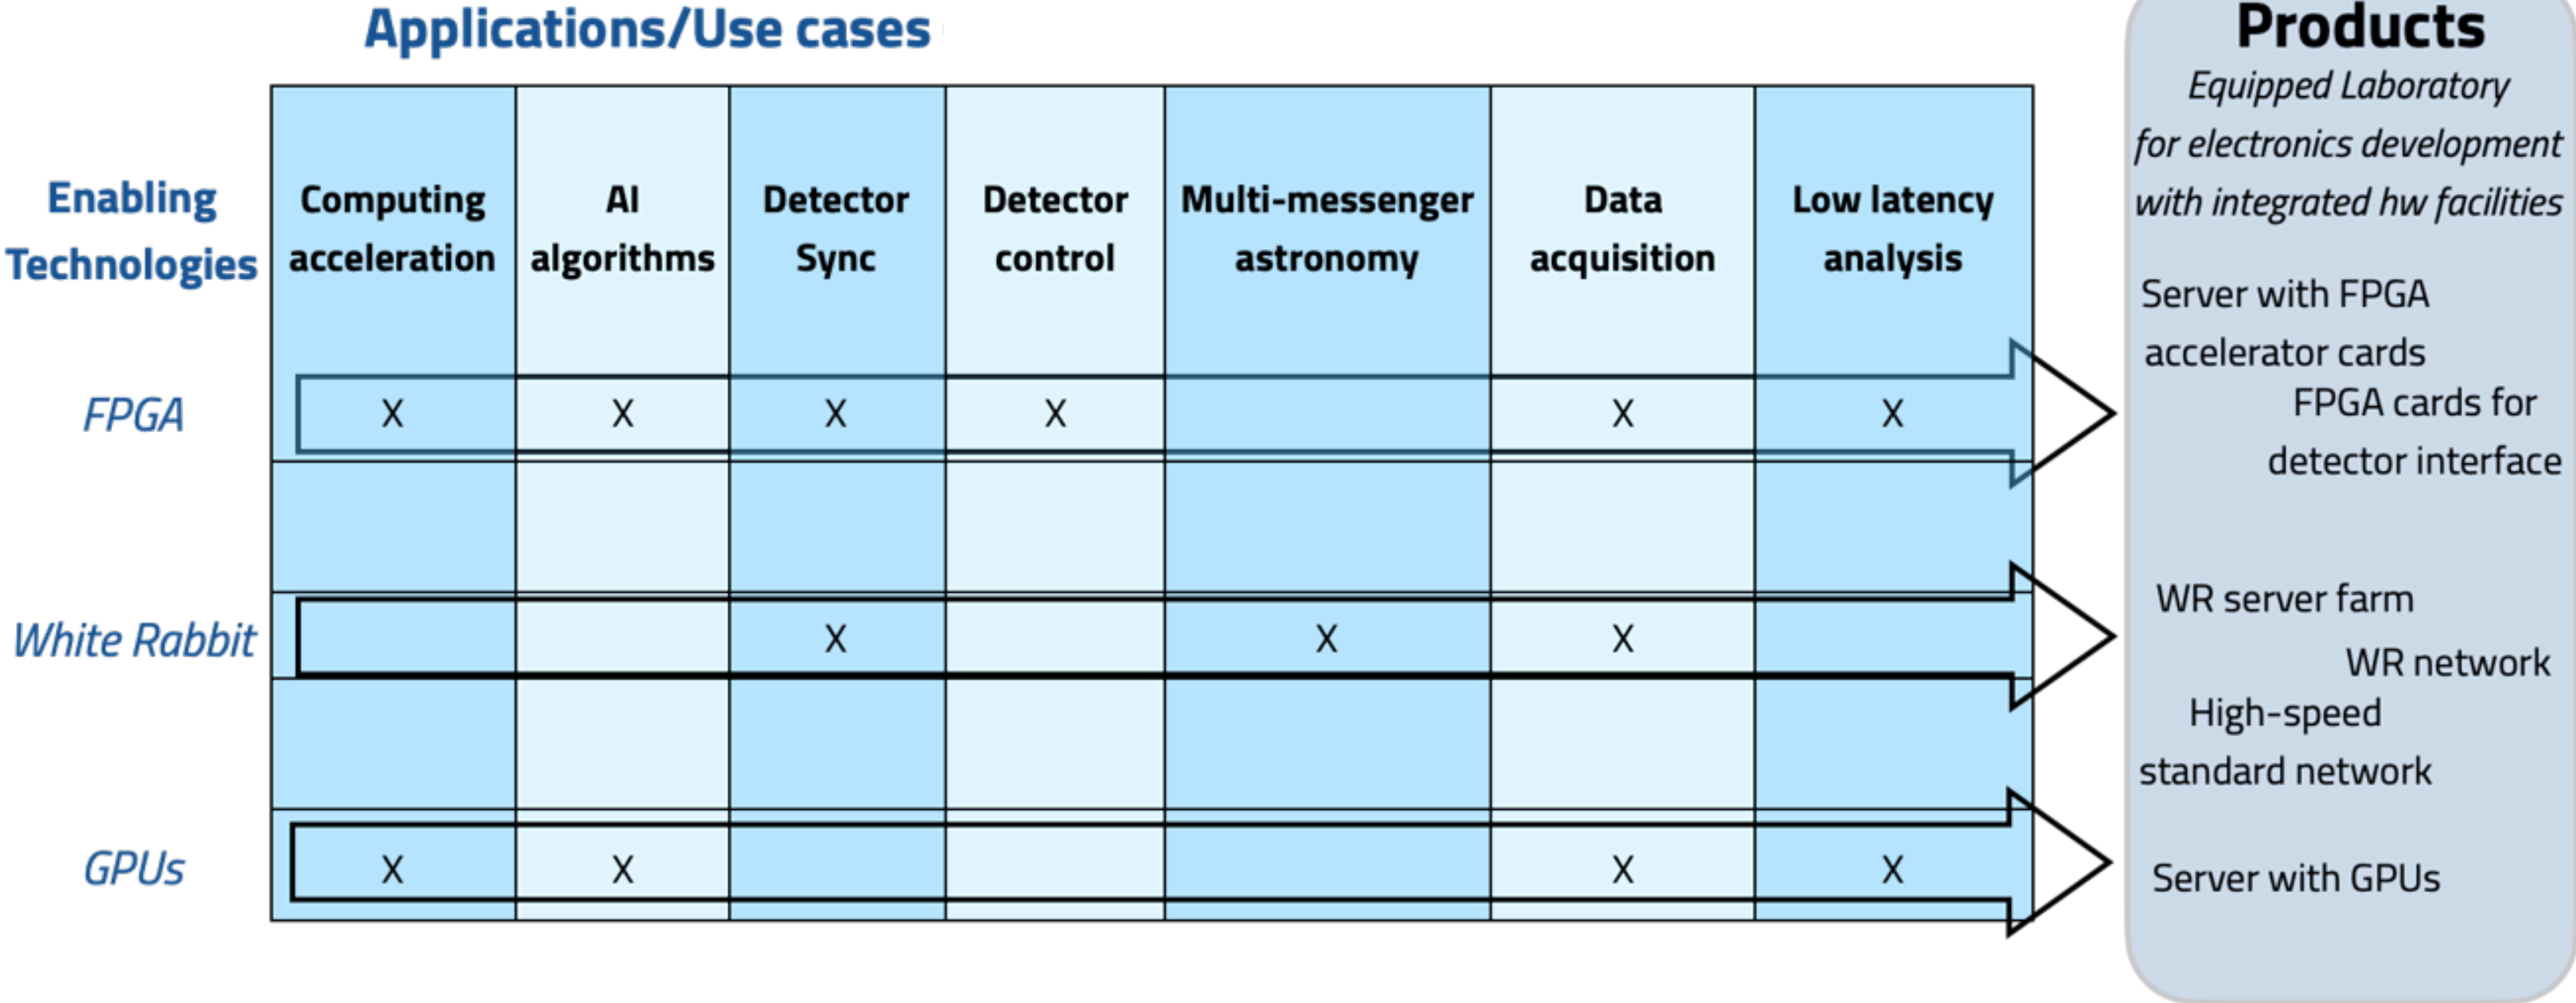 Applications/Use cases
Products
Equipped Laboratory
for electronics development
with integrated hw facilities
Enabling
Technologies
Computing
acceleration
AI
algorithms
Detector
Sync
Detector
control
Multi-messenger
astronomy
Data
acquisition
Low latency
analysis
FPGA
X X X X X X
Server with FPGA
accelerator cards
FPGA cards for
detector interface
White Rabbit
X X X
WR server farm
WR network
High-speed
standard network
GPUs
X X X X
Server with GPUs